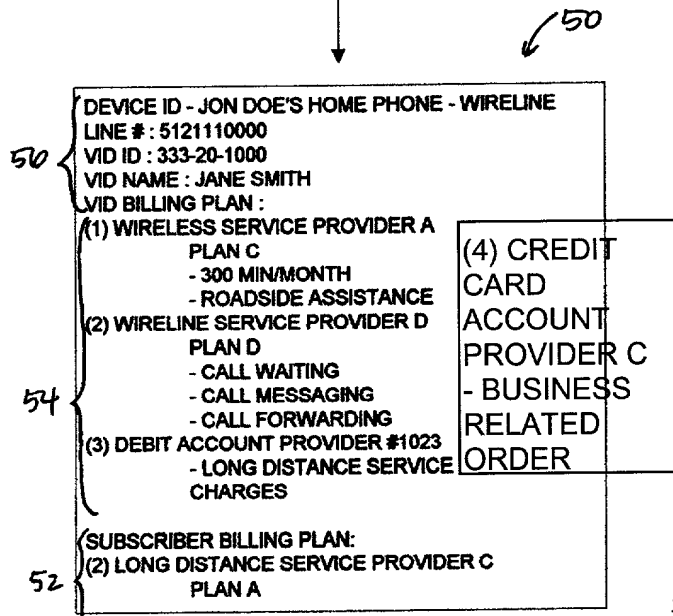 50
DEVICE ID - JON DOE'S HOME PHONE - WIRELINE
LINE # : 5121110000
56
VID ID : 333-20-1000
VID NAME : JANE SMITH
VID BILLING PLAN :
(1) WIRELESS SERVICE PROVIDER A
PLAN C
- 300 MIN/MONTH
- ROADSIDE ASSISTANCE
(2) WIRELINE SERVICE PROVIDER D
PLAN D
- CALL WAITING
- CALL MESSAGING
54
- CALL FORWARDING
(3) DEBIT ACCOUNT PROVIDER #1023
- LONG DISTANCE SERVICE
CHARGES
(4) CREDIT
CARD
ACCOUNT
PROVIDER C
- BUSINESS
RELATED
ORDER
SUBSCRIBER BILLING PLAN:
(2) LONG DISTANCE SERVICE PROVIDER C
52
PLAN A